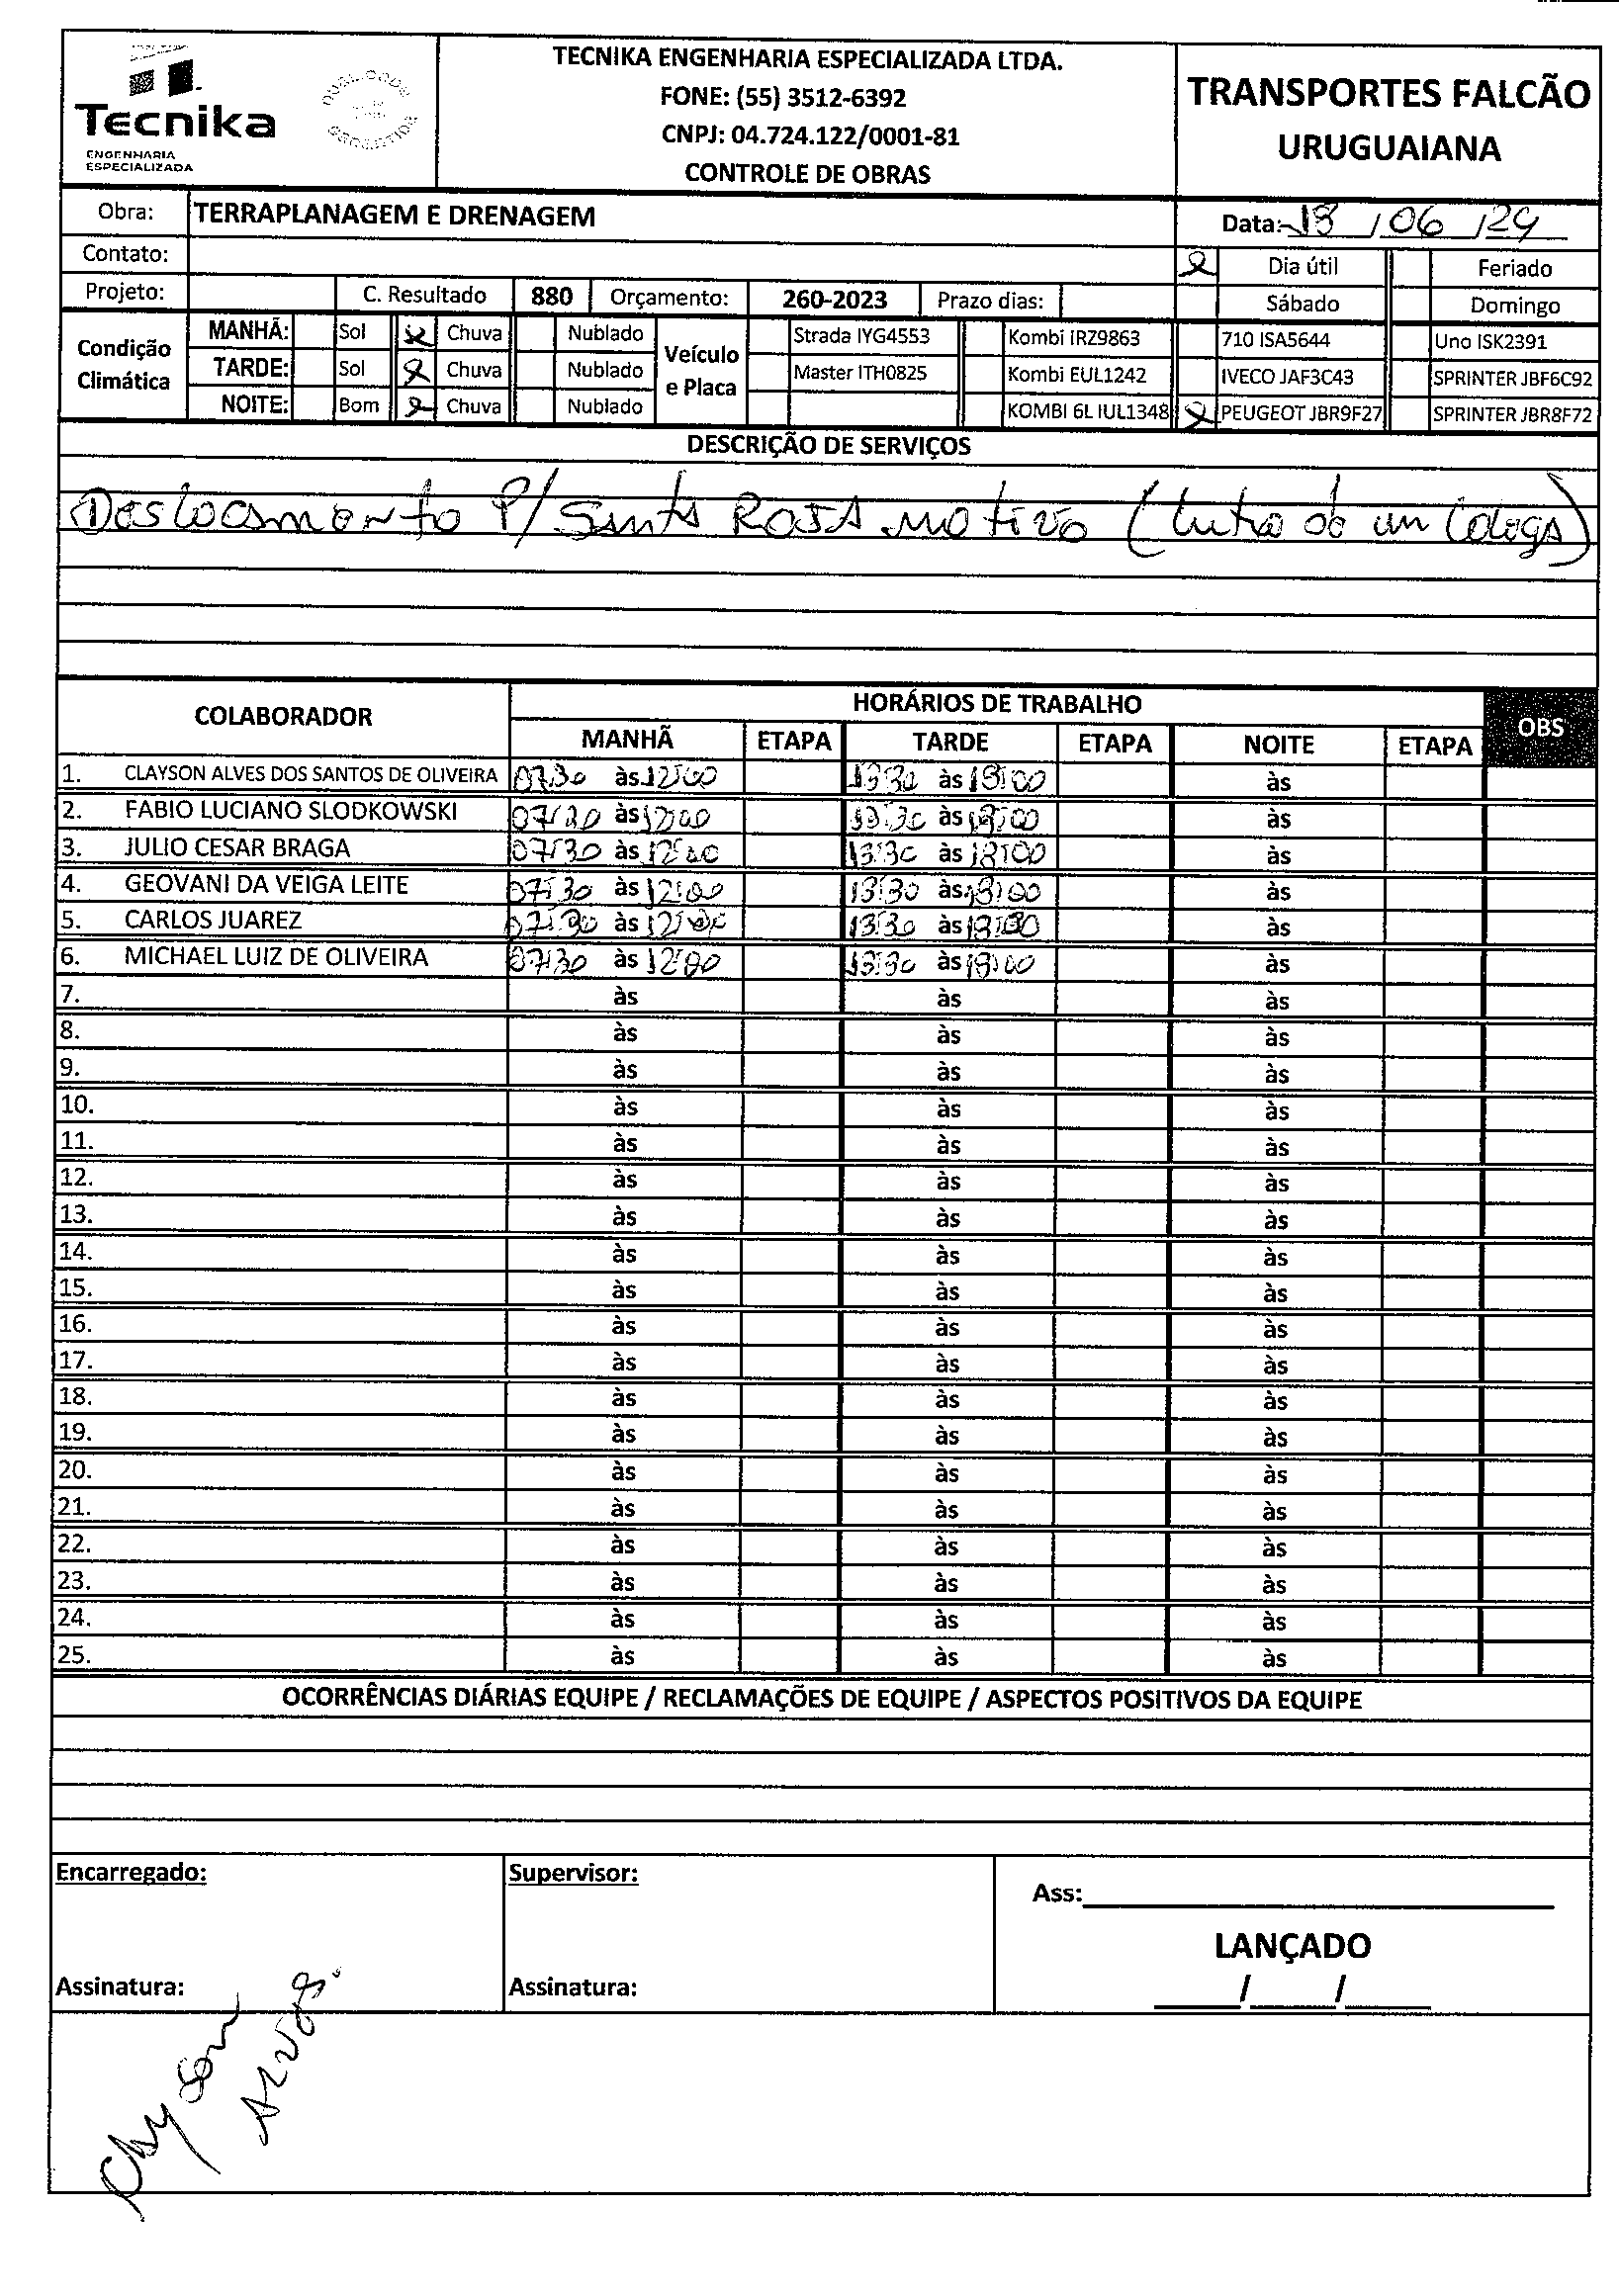 Tecnika
ENGENHARIA
ESPECIALIZADA
TECNIKA ENGENHARIA ESPECIALIZADA LTDA.
FONE: (55) 3512-6392
CNPJ: 04.724.122/0001-81
CONTROLE DE OBRAS
TRANSPORTES FALCÃO
URUGUAIANA
Obra: TERRAPLANAGEM E DRENAGEM
Data: 18/06/24
Contato:
Dia útil Feriado
Projeto: C. Resultado 880 Orçamento: 260-2023 Prazo dias:
Sábado Domingo
Condição Climática
MANHÃ: Sol Chuva Nublado
TARDE: Sol Chuva Nublado
NOITE: Bom Chuva Nublado
Veículo e Placa
Strada IYG4553 Kombi IRZ9863 710 ISA5644 Uno ISK2391
Master ITH0825 Kombi EUL1242 IVECO JAF3C43 SPRINTER JBF6C92
KOMBI 6L IUL1348 PEUGEOT JBR9F27 SPRINTER JBR8F72
DESCRIÇÃO DE SERVIÇOS
Deslocamento P/ Santa Rosa motivo (Lutro de um Colega)
COLABORADOR HORÁRIOS DE TRABALHO OBS
MANHÃ ETAPA TARDE ETAPA NOITE ETAPA
1. CLAYSON ALVES DOS SANTOS DE OLIVEIRA 07:30 às 12:00 13:30 às 18:00 às
2. FABIO LUCIANO SLODKOWSKI 07:30 às 12:00 13:30 às 18:00 às
3. JULIO CESAR BRAGA 07:30 às 12:00 13:30 às 18:00 às
4. GEOVANI DA VEIGA LEITE 07:30 às 12:00 13:30 às 18:00 às
5. CARLOS JUAREZ 07:30 às 12:00 13:30 às às
6. MICHAEL LUIZ DE OLIVEIRA 07:30 às 12:00 13:30 às 18:00 às
7. às às às
8. às às às
9. às às às
10. às às às
11. às às às
12. às às às
13. às às às
14. às às às
15. às às às
16. às às às
17. às às às
18. às às às
19. às às às
20. às às às
21. às às às
22. às às às
23. às às às
24. às às às
25. às às às
OCORRÊNCIAS DIÁRIAS EQUIPE / RECLAMAÇÕES DE EQUIPE / ASPECTOS POSITIVOS DA EQUIPE
Encarregado: Supervisor: Ass:
LANÇADO
Assinatura: Assinatura: / /
Clayson
Alves